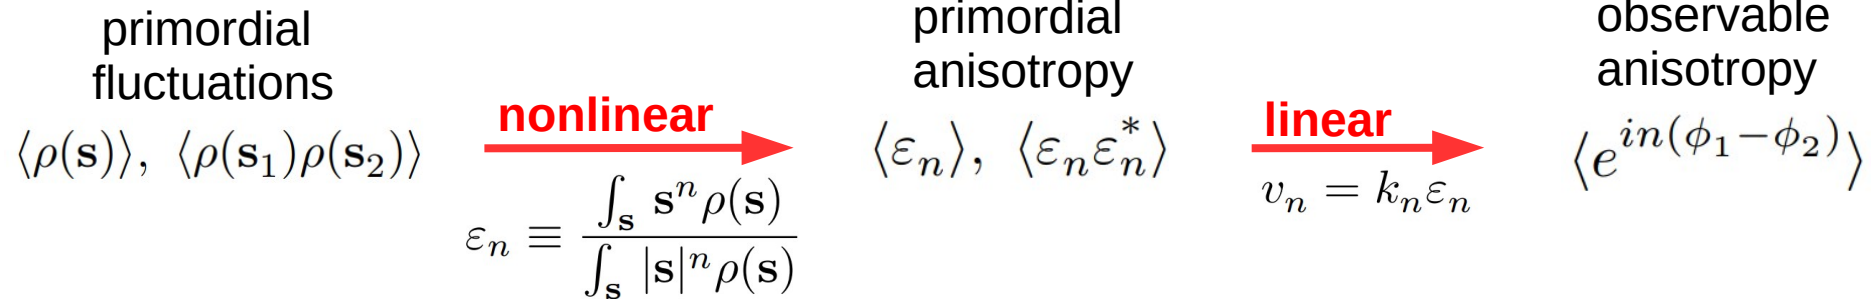 primordial
fluctuations
⟨ρ(s)⟩, ⟨ρ(s₁)ρ(s₂)⟩
nonlinear
εₙ ≡ ∫ₛ sⁿρ(s) / ∫ₛ |s|ⁿρ(s)
primordial
anisotropy
⟨εₙ⟩, ⟨εₙεₙ*⟩
linear
vₙ = kₙεₙ
observable
anisotropy
⟨e^{in(ϕ₁−ϕ₂)}⟩